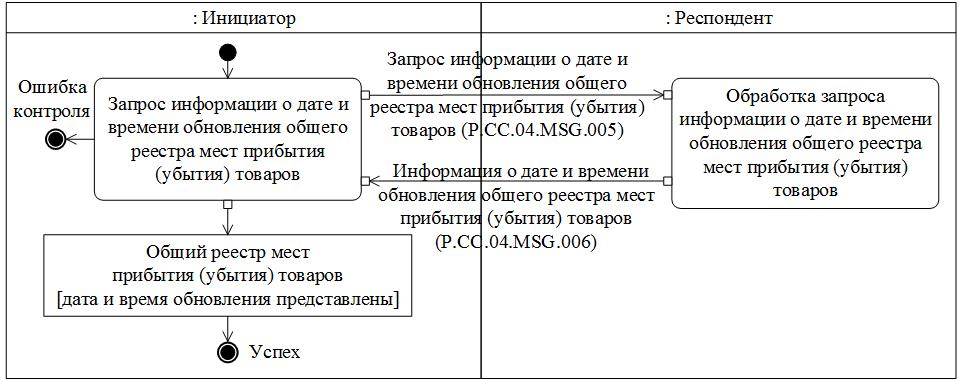 : Инициатор
: Респондент
Ошибка
контроля
Запрос информации о дате и
времени обновления общего
реестра мест прибытия
(убытия) товаров
Запрос информации о дате и
времени обновления общего
реестра мест прибытия (убытия)
товаров (P.CC.04.MSG.005)
Обработка запроса
информации о дате и времени
обновления общего реестра
мест прибытия (убытия)
товаров
Информация о дате и времени
обновления общего реестра мест
прибытия (убытия) товаров
(P.CC.04.MSG.006)
Общий реестр мест
прибытия (убытия) товаров
[дата и время обновления представлены]
Успех